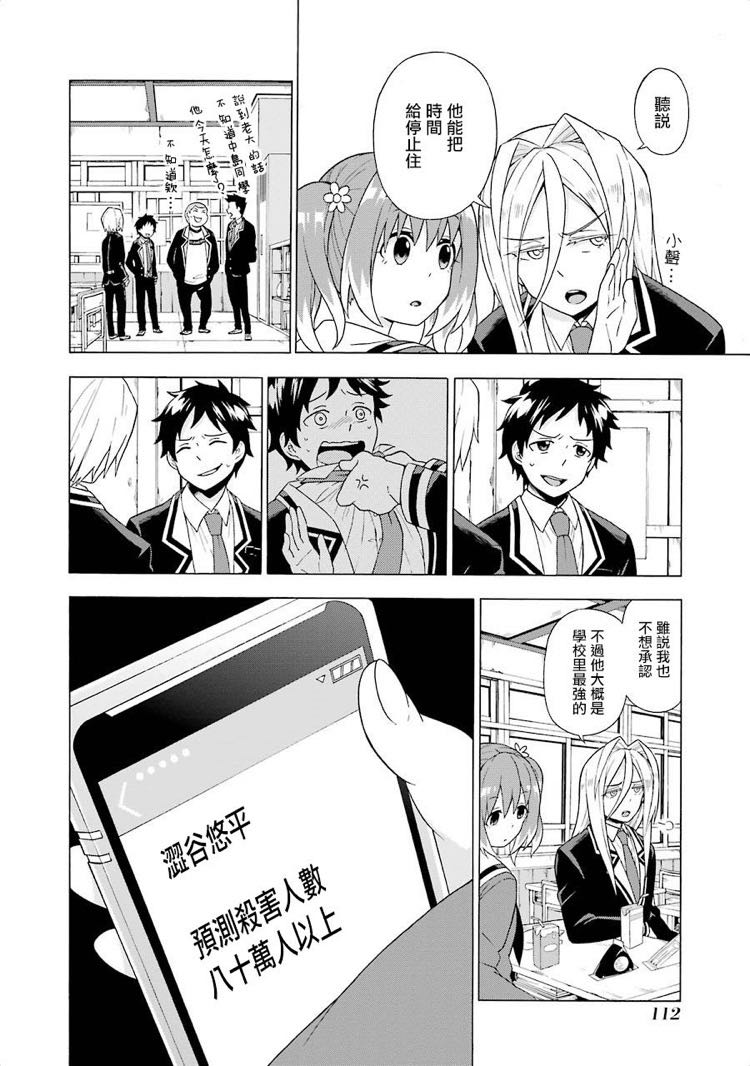 聽説
小聲…
他能把
時間
給停止住
說到老大的話
不知道中島同學
他今天怎麼了?
不知道欸…
雖説我也
不想承認
不過他大概是
學校里最強的
澀谷悠平
預測殺害人數
八十萬人以上
112